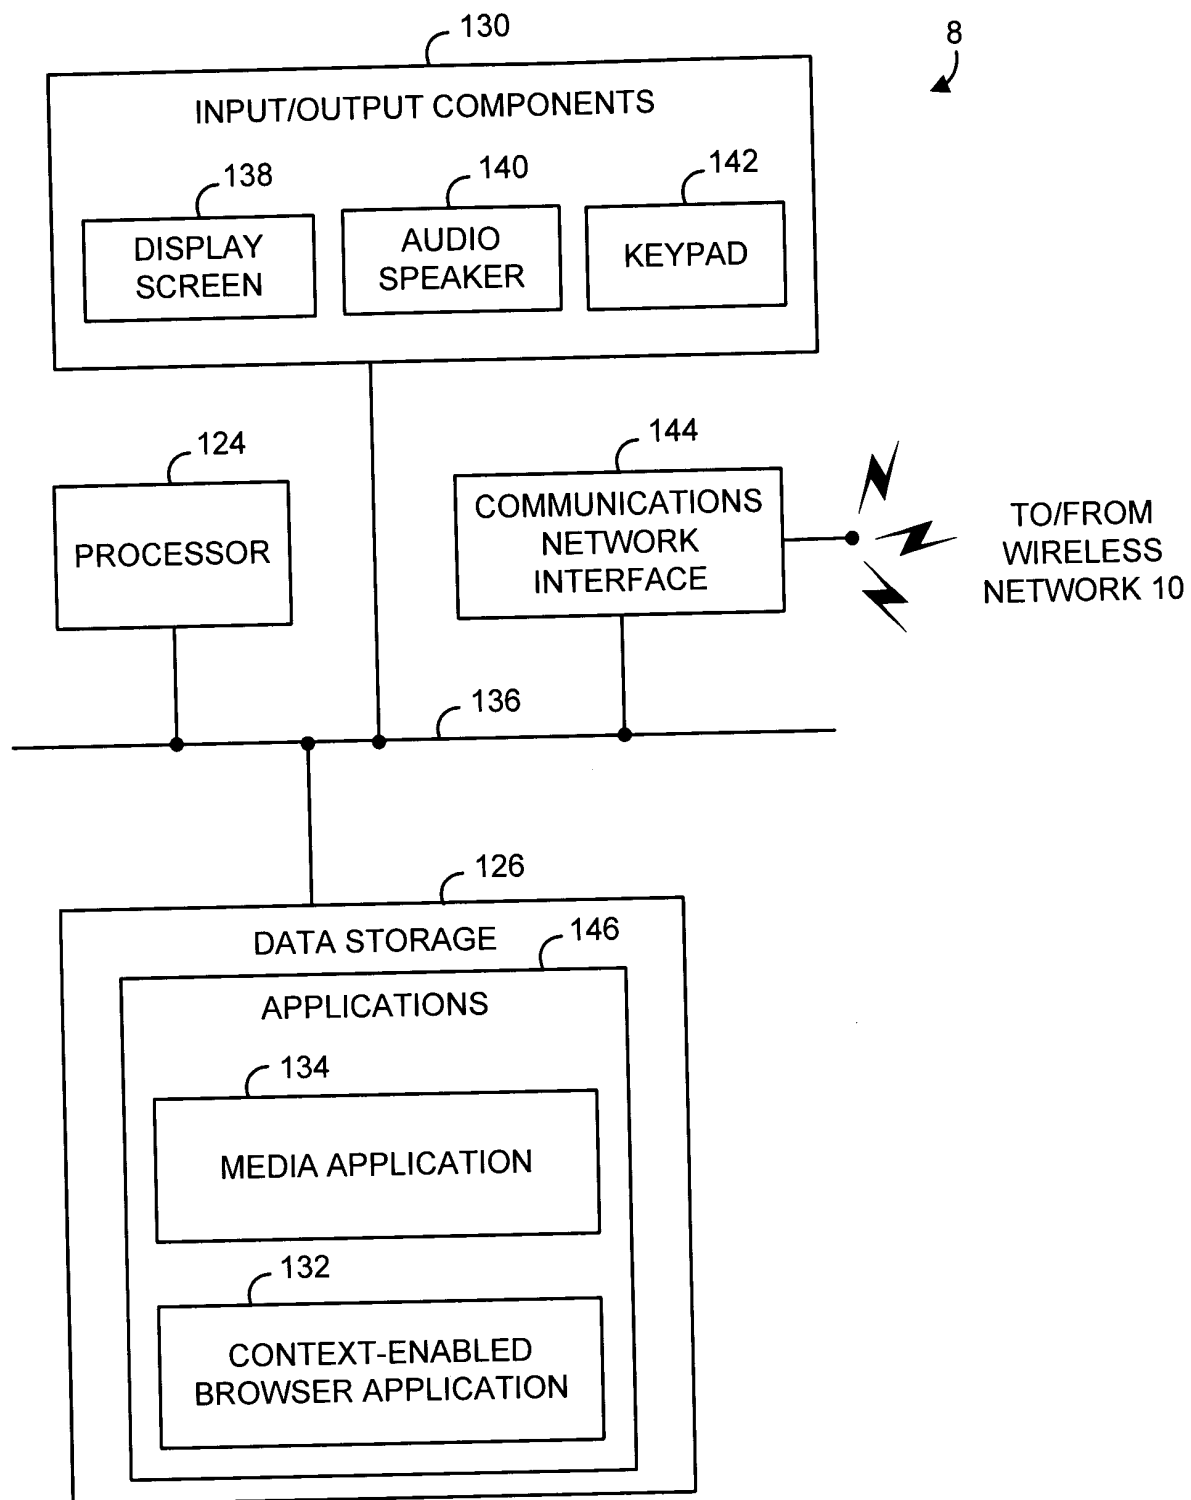 130
8
INPUT/OUTPUT COMPONENTS
138
140
142
DISPLAY
SCREEN
AUDIO
SPEAKER
KEYPAD
124
144
PROCESSOR
COMMUNICATIONS
NETWORK
INTERFACE
TO/FROM
WIRELESS
NETWORK 10
136
126
DATA STORAGE
146
APPLICATIONS
134
MEDIA APPLICATION
132
CONTEXT-ENABLED
BROWSER APPLICATION